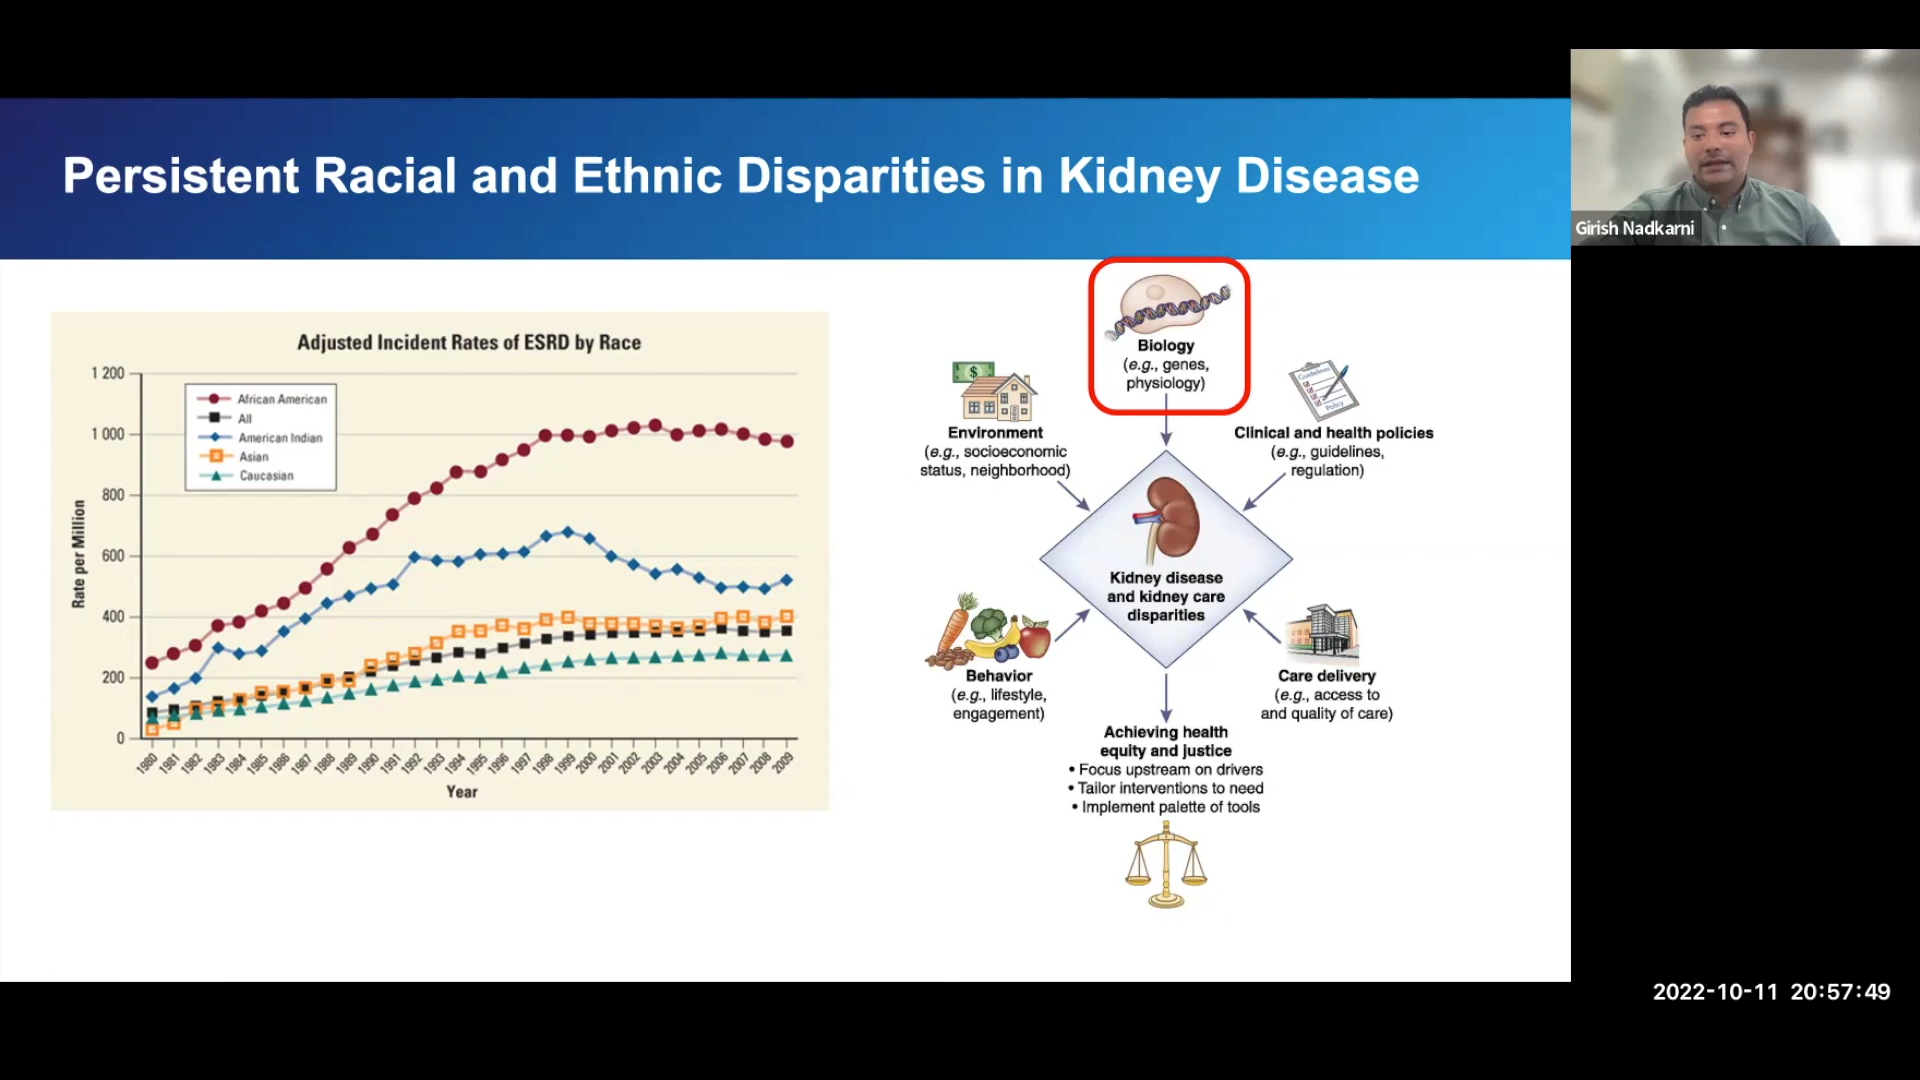 Persistent Racial and Ethnic Disparities in Kidney Disease
Girish Nadkarni
Adjusted Incident Rates of ESRD by Race
1 200
1 000
800
600
400
200
0
Rate per Million
African American
All
American Indian
Asian
Caucasian
1980
1981
1982
1983
1984
1985
1986
1987
1988
1989
1990
1991
1992
1993
1994
1995
1996
1997
1998
1999
2000
2001
2002
2003
2004
2005
2006
2007
2008
2009
Year
Biology
(e.g., genes,
physiology)
$
Environment
(e.g., socioeconomic
status, neighborhood)
Guidelines
Policy
Clinical and health policies
(e.g., guidelines,
regulation)
Kidney disease
and kidney care
disparities
Behavior
(e.g., lifestyle,
engagement)
Care delivery
(e.g., access to
and quality of care)
Achieving health
equity and justice
• Focus upstream on drivers
• Tailor interventions to need
• Implement palette of tools
2022-10-11 20:57:49